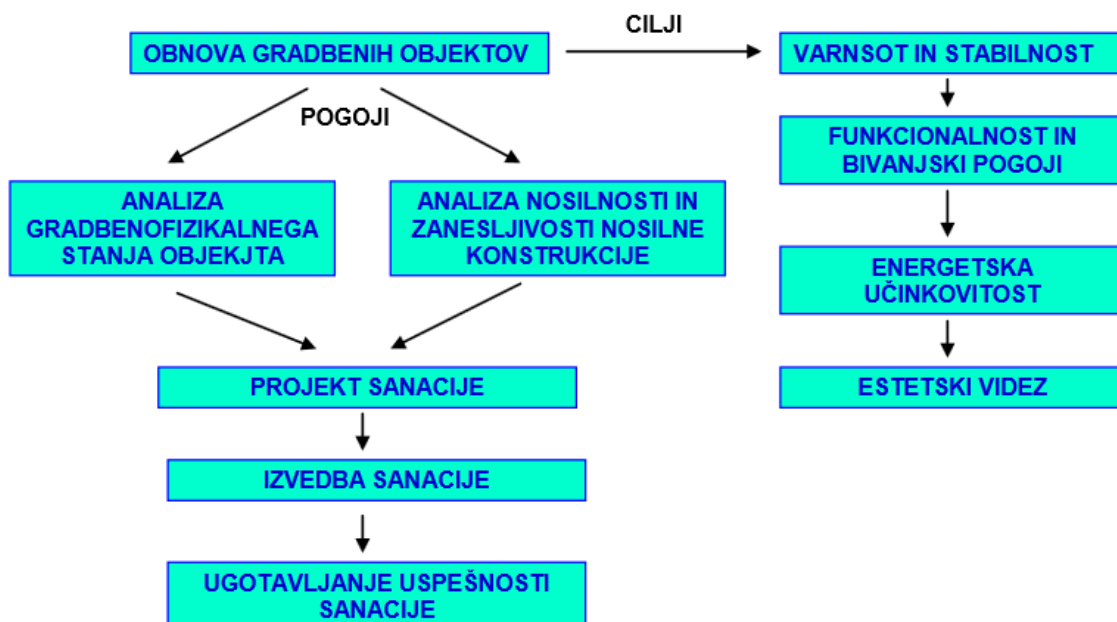 CILJI
OBNOVA GRADBENIH OBJEKTOV
VARNSOT IN STABILNOST
POGOJI
FUNKCIONALNOST IN
BIVANJSKI POGOJI
ANALIZA
GRADBENOFIZIKALNEGA
STANJA OBJEKJTA
ANALIZA NOSILNOSTI IN
ZANESLJIVOSTI NOSILNE
KONSTRUKCIJE
ENERGETSKA
UČINKOVITOST
PROJEKT SANACIJE
ESTETSKI VIDEZ
IZVEDBA SANACIJE
UGOTAVLJANJE USPEŠNOSTI
SANACIJE